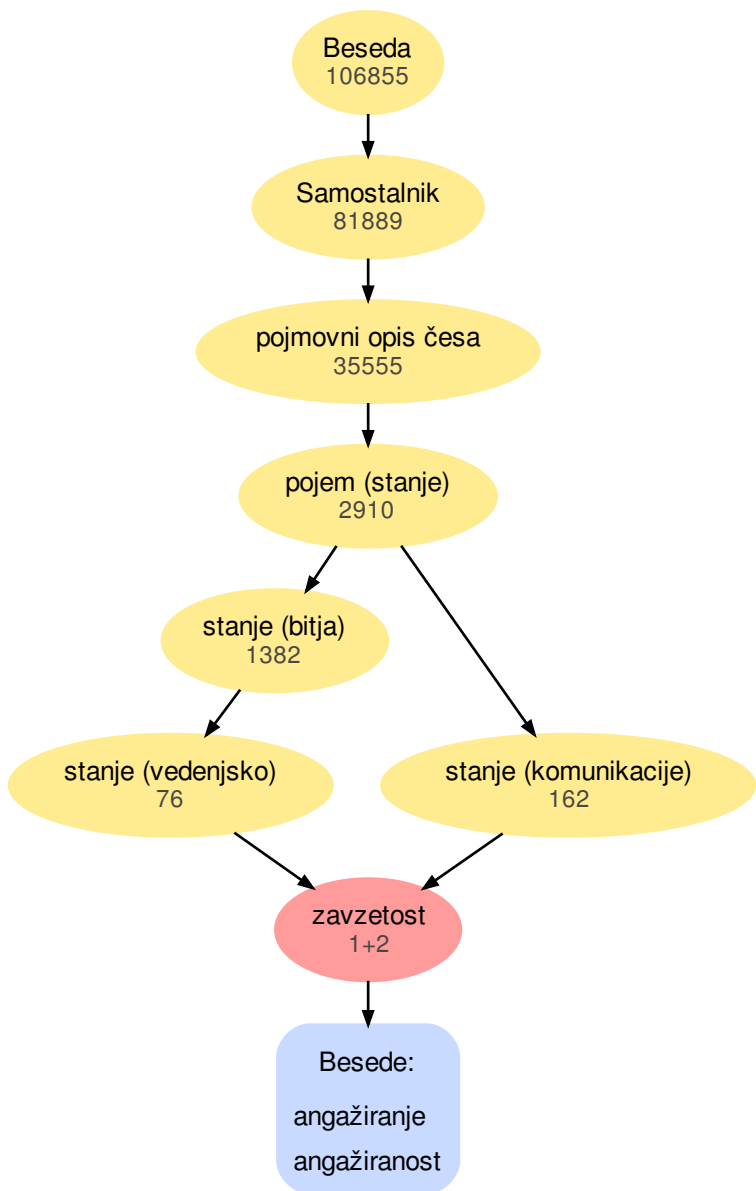 Beseda
106855
Samostalnik
81889
pojmovni opis česa
35555
pojem (stanje)
2910
stanje (bitja)
1382
stanje (vedenjsko)
76
stanje (komunikacije)
162
zavzetost
1+2
Besede:
angažiranje
angažiranost